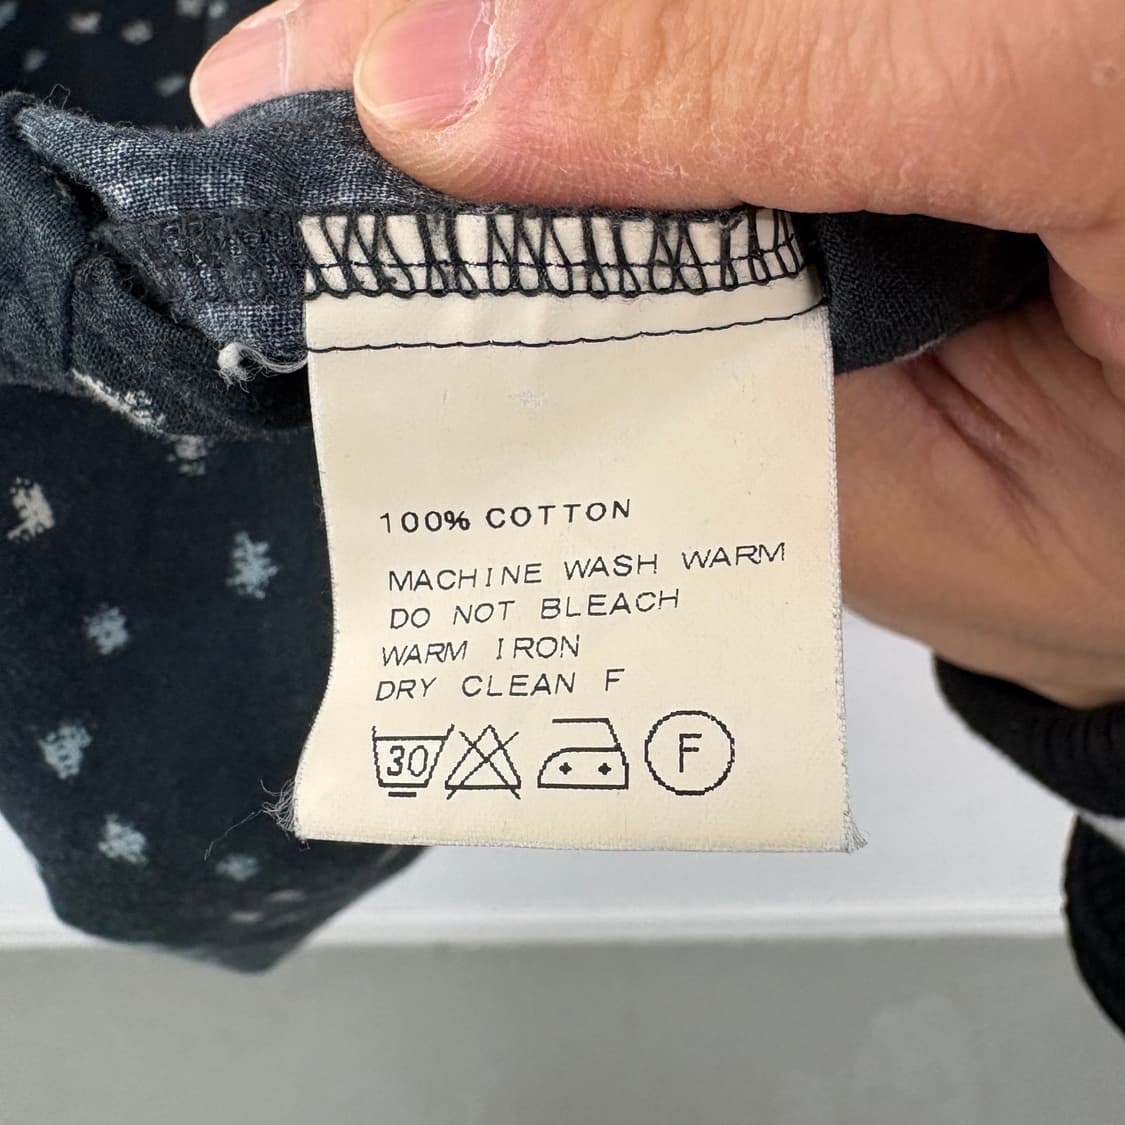 100% COTTON
MACHINE WASH WARM
DO NOT BLEACH
WARM IRON
DRY CLEAN F
30 F